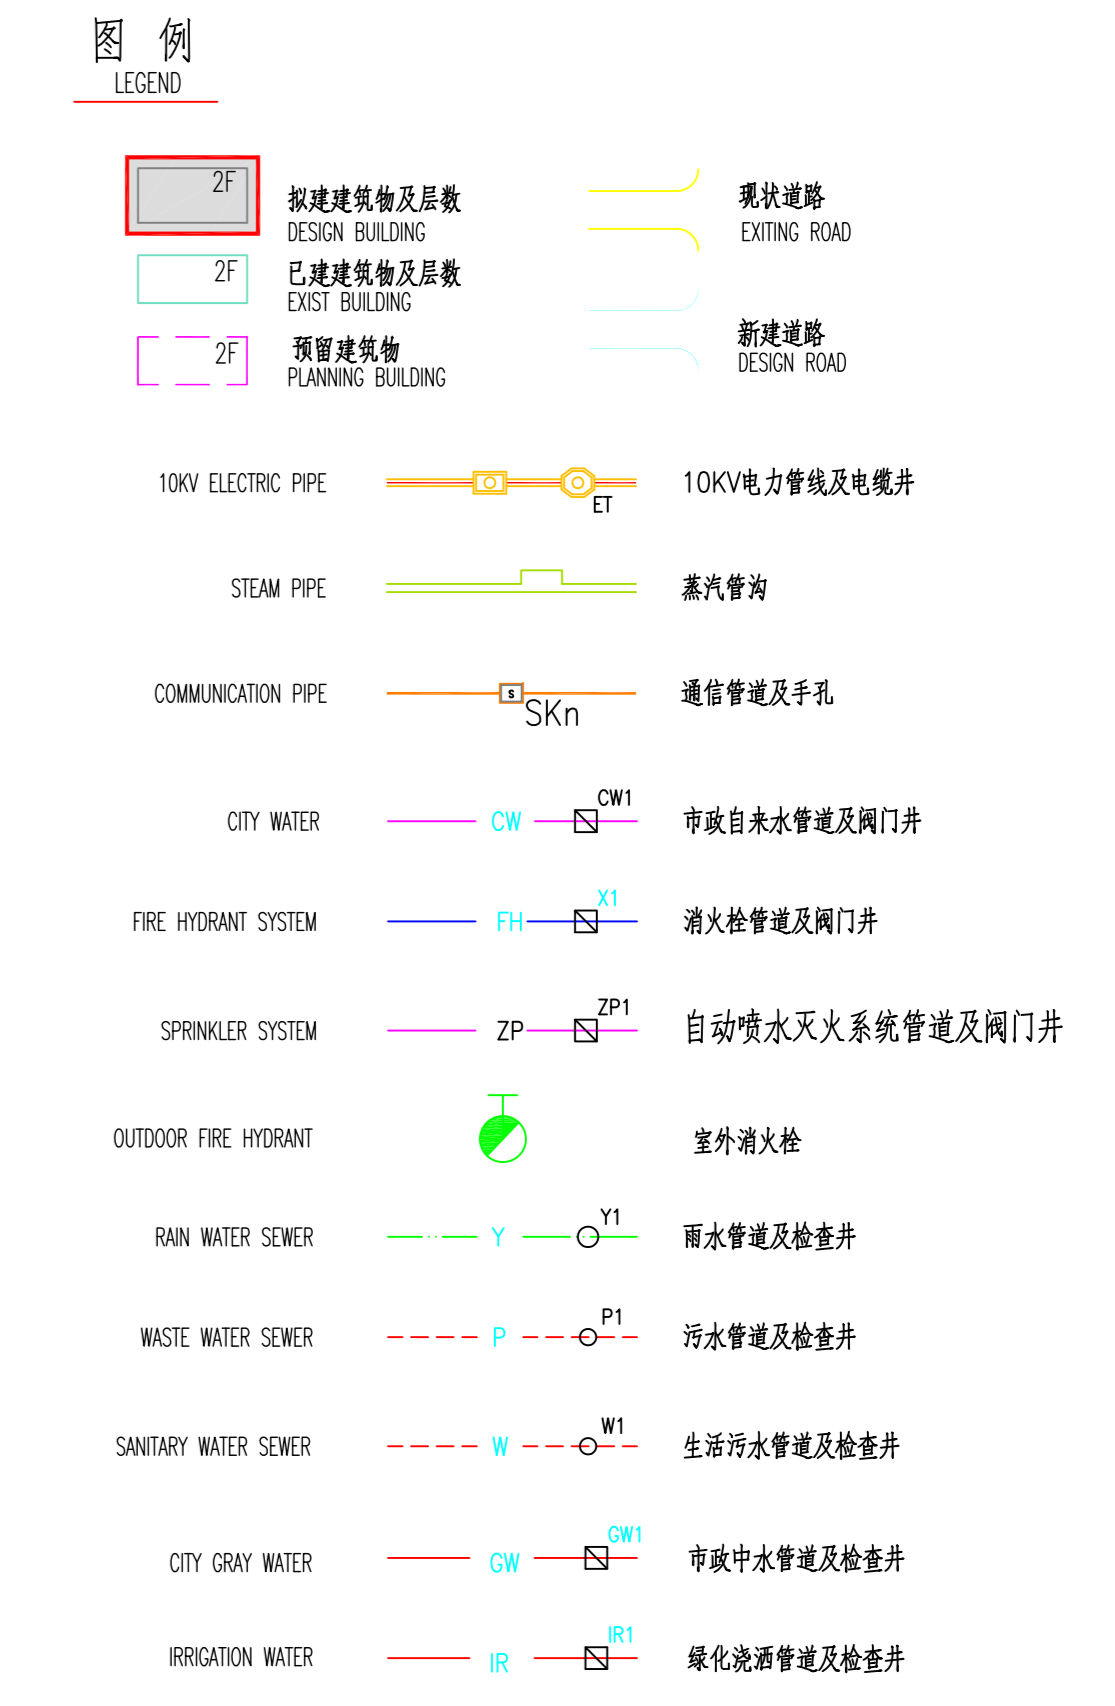 图 例
LEGEND
2F
拟建建筑物及层数
DESIGN BUILDING
现状道路
EXITING ROAD
2F
已建建筑物及层数
EXIST BUILDING
2F
预留建筑物
PLANNING BUILDING
新建道路
DESIGN ROAD
10KV ELECTRIC PIPE
ET
10KV电力管线及电缆井
STEAM PIPE
蒸汽管沟
COMMUNICATION PIPE
s
SKn
通信管道及手孔
CITY WATER
CW
CW1
市政自来水管道及阀门井
FIRE HYDRANT SYSTEM
FH
X1
消火栓管道及阀门井
SPRINKLER SYSTEM
ZP
ZP1
自动喷水灭火系统管道及阀门井
OUTDOOR FIRE HYDRANT
室外消火栓
RAIN WATER SEWER
Y
Y1
雨水管道及检查井
WASTE WATER SEWER
P
P1
污水管道及检查井
SANITARY WATER SEWER
W
W1
生活污水管道及检查井
CITY GRAY WATER
GW
GW1
市政中水管道及检查井
IRRIGATION WATER
IR
IR1
绿化浇洒管道及检查井